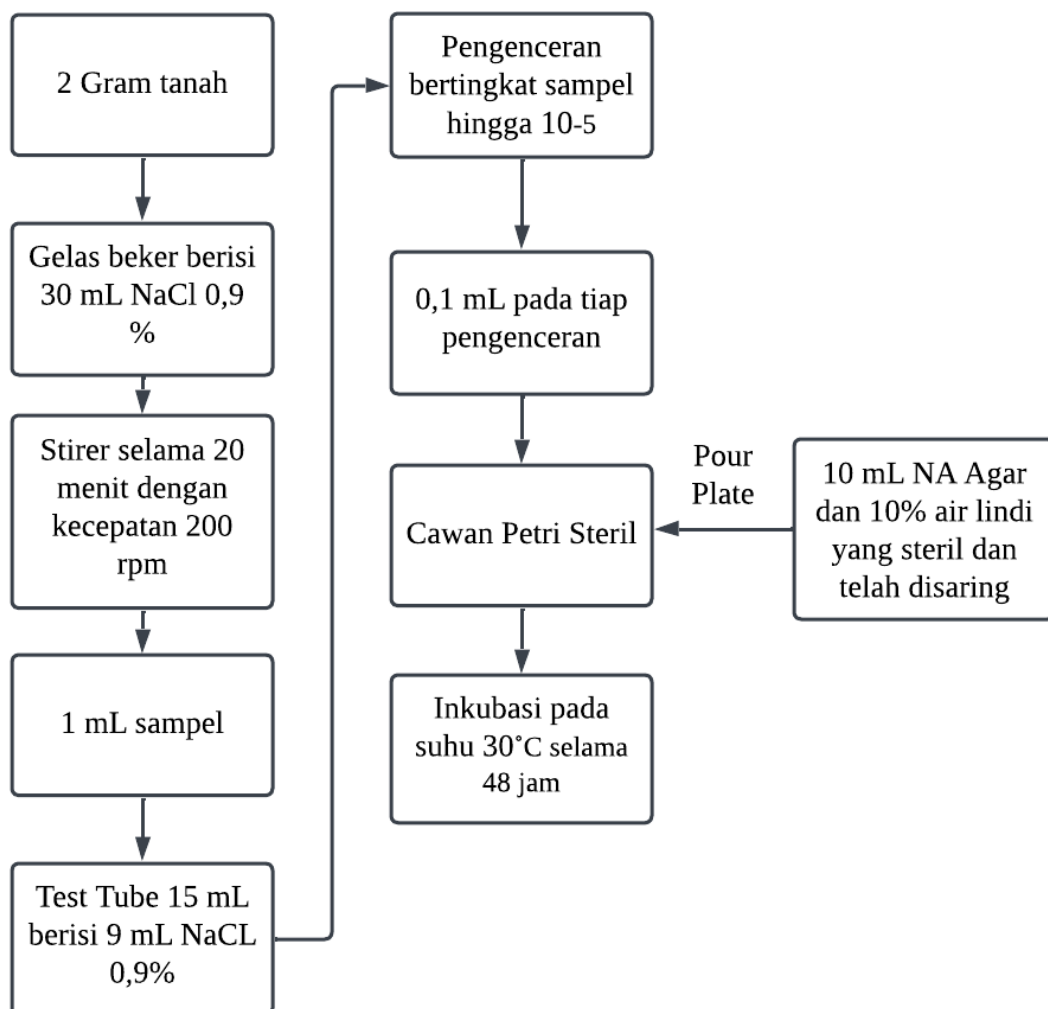 2 Gram tanah
Gelas beker berisi
30 mL NaCl 0,9
%
Stirer selama 20
menit dengan
kecepatan 200
rpm
1 mL sampel
Test Tube 15 mL
berisi 9 mL NaCL
0,9%
Pengenceran
bertingkat sampel
hingga 10-5
0,1 mL pada tiap
pengenceran
Cawan Petri Steril
Pour
Plate
10 mL NA Agar
dan 10% air lindi
yang steril dan
telah disaring
Inkubasi pada
suhu 30˚C selama
48 jam